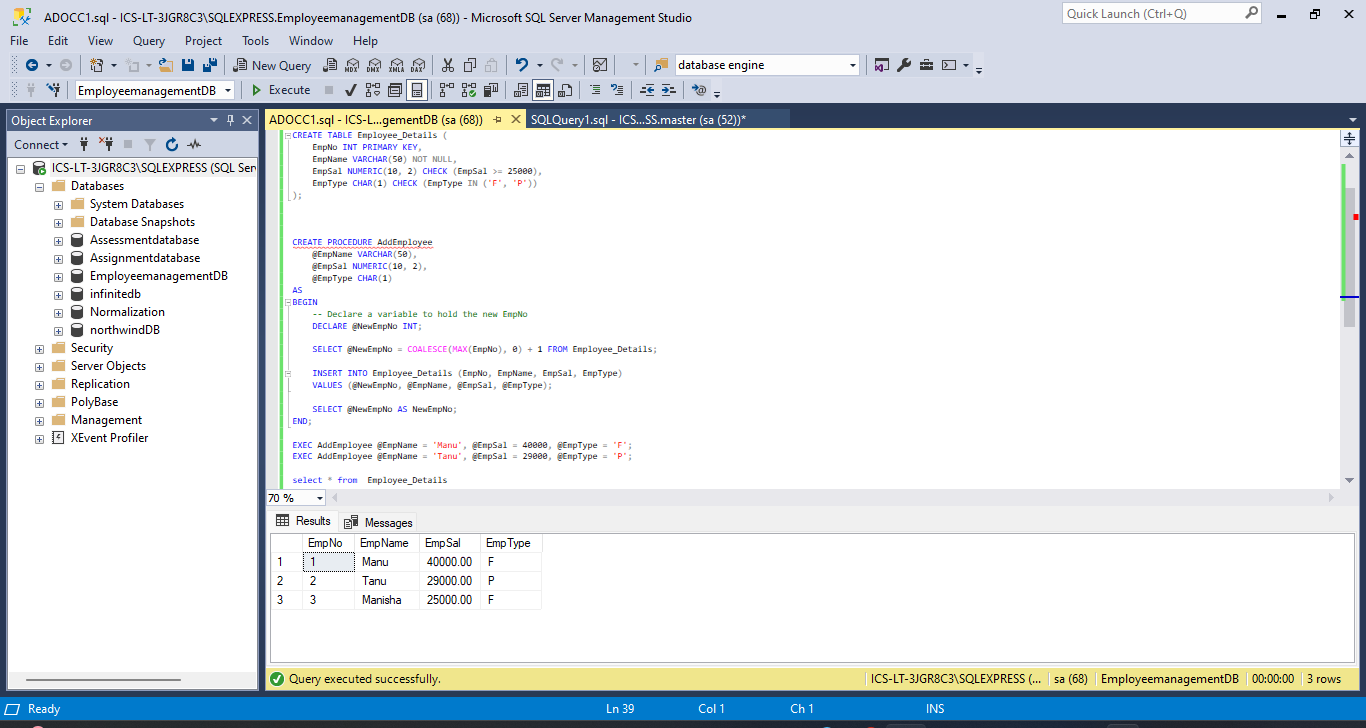 ADOCC1.sql - ICS-LT-3JGR8C3\SQLEXPRESS.EmployeemanagementDB (sa (68)) - Microsoft SQL Server Management Studio
Quick Launch (Ctrl+Q)
File Edit View Query Project Tools Window Help
New Query
MDX DMX XMLA DAX
database engine
EmployeemanagementDB
Execute
Object Explorer
Connect
ICS-LT-3JGR8C3\SQLEXPRESS (SQL Ser
Databases
System Databases
Database Snapshots
Assessmentdatabase
Assignmentdatabase
EmployeemanagementDB
infinitedb
Normalization
northwindDB
Security
Server Objects
Replication
PolyBase
Management
XEvent Profiler
ADOCC1.sql - ICS-L...gementDB (sa (68))
SQLQuery1.sql - ICS...SS.master (sa (52))*
CREATE TABLE Employee_Details (
EmpNo INT PRIMARY KEY,
EmpName VARCHAR(50) NOT NULL,
EmpSal NUMERIC(10, 2) CHECK (EmpSal >= 25000),
EmpType CHAR(1) CHECK (EmpType IN ('F', 'P'))
);
CREATE PROCEDURE AddEmployee
@EmpName VARCHAR(50),
@EmpSal NUMERIC(10, 2),
@EmpType CHAR(1)
AS
BEGIN
-- Declare a variable to hold the new EmpNo
DECLARE @NewEmpNo INT;
SELECT @NewEmpNo = COALESCE(MAX(EmpNo), 0) + 1 FROM Employee_Details;
INSERT INTO Employee_Details (EmpNo, EmpName, EmpSal, EmpType)
VALUES (@NewEmpNo, @EmpName, @EmpSal, @EmpType);
SELECT @NewEmpNo AS NewEmpNo;
END;
EXEC AddEmployee @EmpName = 'Manu', @EmpSal = 40000, @EmpType = 'F';
EXEC AddEmployee @EmpName = 'Tanu', @EmpSal = 29000, @EmpType = 'P';
select * from Employee_Details
70 %
Results Messages
EmpNo EmpName EmpSal EmpType
1 1 Manu 40000.00 F
2 2 Tanu 29000.00 P
3 3 Manisha 25000.00 F
Query executed successfully.
ICS-LT-3JGR8C3\SQLEXPRESS (... sa (68) EmployeemanagementDB 00:00:00 3 rows
Ready
Ln 39 Col 1 Ch 1 INS